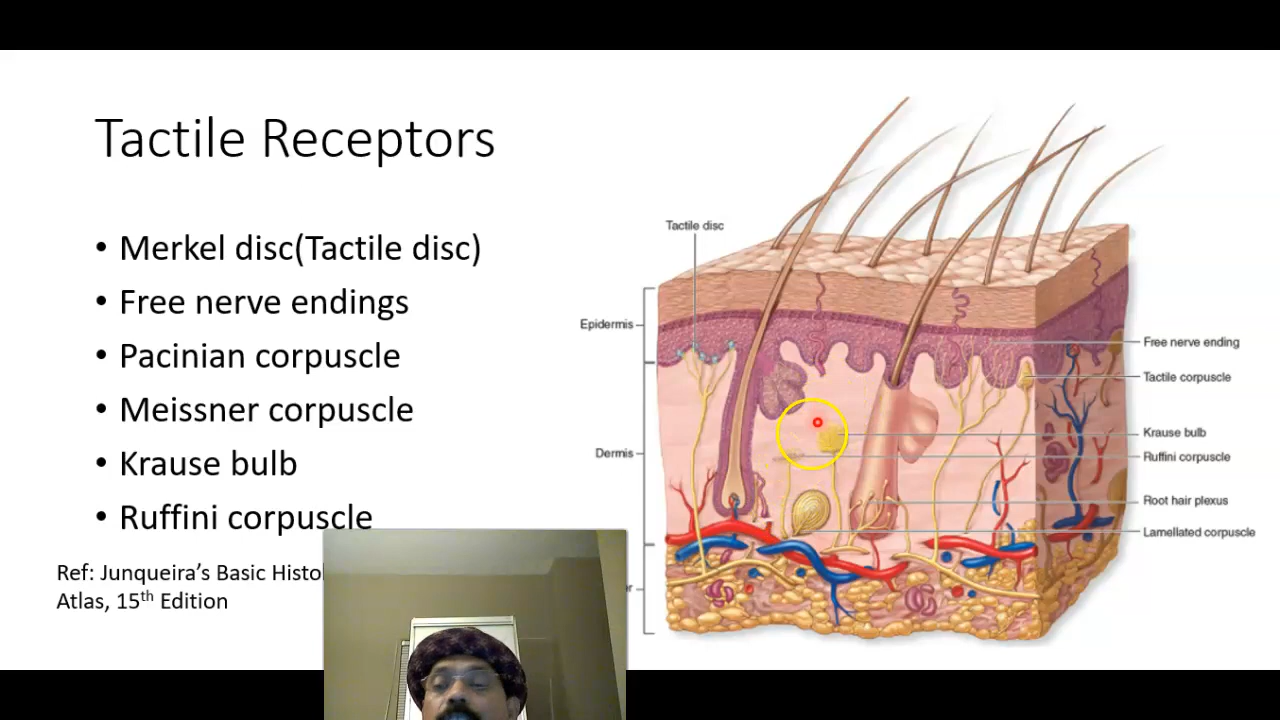 Tactile Receptors
• Merkel disc(Tactile disc)
• Free nerve endings
• Pacinian corpuscle
• Meissner corpuscle
• Krause bulb
• Ruffini corpuscle
Ref: Junqueira's Basic
Atlas, 15th Edition
Tactile disc
Epidermis
Dermis
Free nerve ending
Tactile corpuscle
Krause bulb
Ruffini corpuscle
Root hair plexus
Lamellated corpuscle